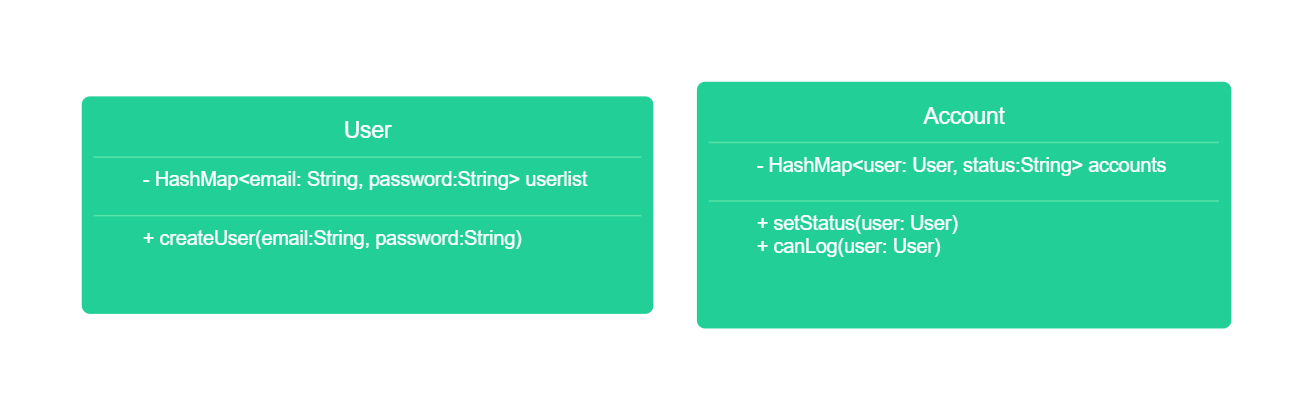 User
- HashMap<email: String, password:String> userlist
+ createUser(email:String, password:String)
Account
- HashMap<user: User, status:String> accounts
+ setStatus(user: User)
+ canLog(user: User)